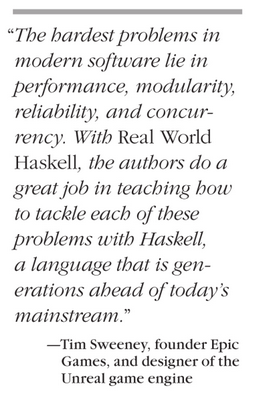 “The hardest problems in
modern software lie in
performance, modularity,
reliability, and concur-
rency. With Real World
Haskell, the authors do a
great job in teaching how
to tackle each of these
problems with Haskell,
a language that is gen-
erations ahead of today’s
mainstream.”
—Tim Sweeney, founder Epic
Games, and designer of the
Unreal game engine